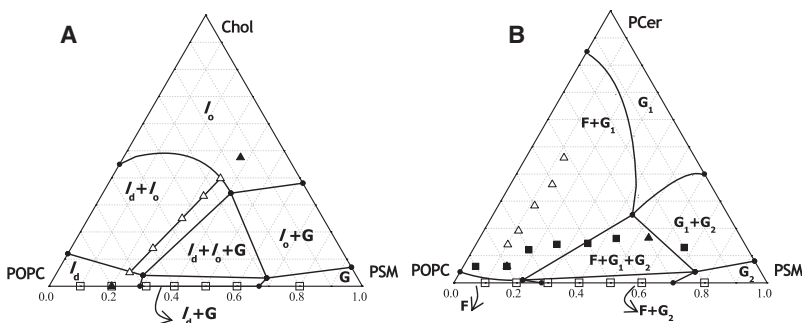 A
Chol
lo
ld+lo
ld+lo+G
lo+G
ld
G
POPC
PSM
0.0 0.2 0.3 0.4 0.6 0.8 1.0
ld+G
B
PCer
G1
F+G1
G1+G2
F+G1+G2
G2
POPC
PSM
0.0 0.2 0.4 0.6 0.8 1.0
F
F+G2